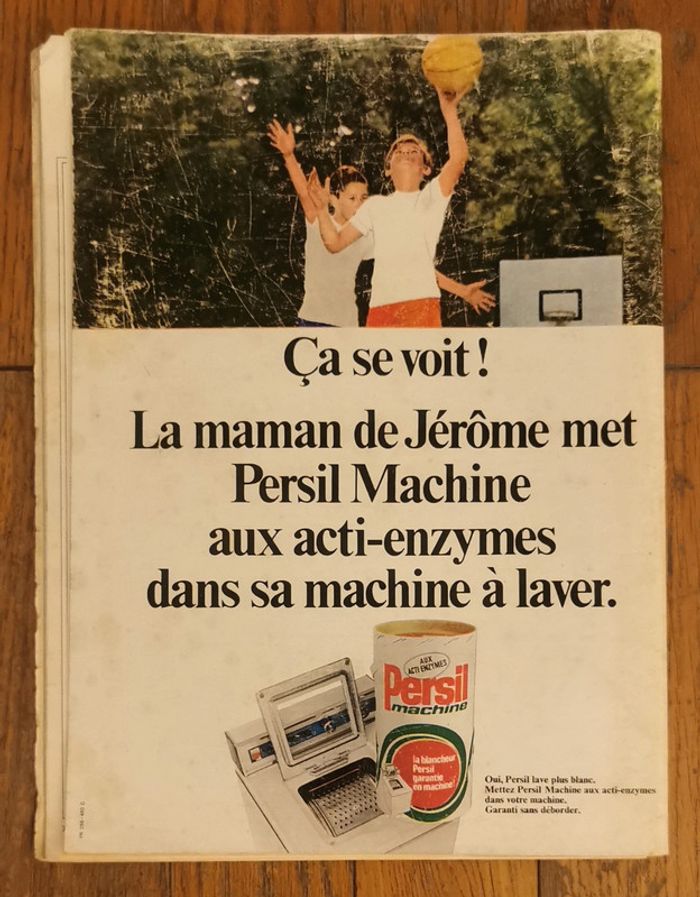 Ça se voit !
La maman de Jérôme met
Persil Machine
aux acti-enzymes
dans sa machine à laver.
AUX
ACTI ENZYMES
Persil
machine
la blancheur
Persil
garantie
en machine!
Oui, Persil lave plus blanc.
Mettez Persil Machine aux acti-enzymes
dans votre machine.
Garanti sans déborder.